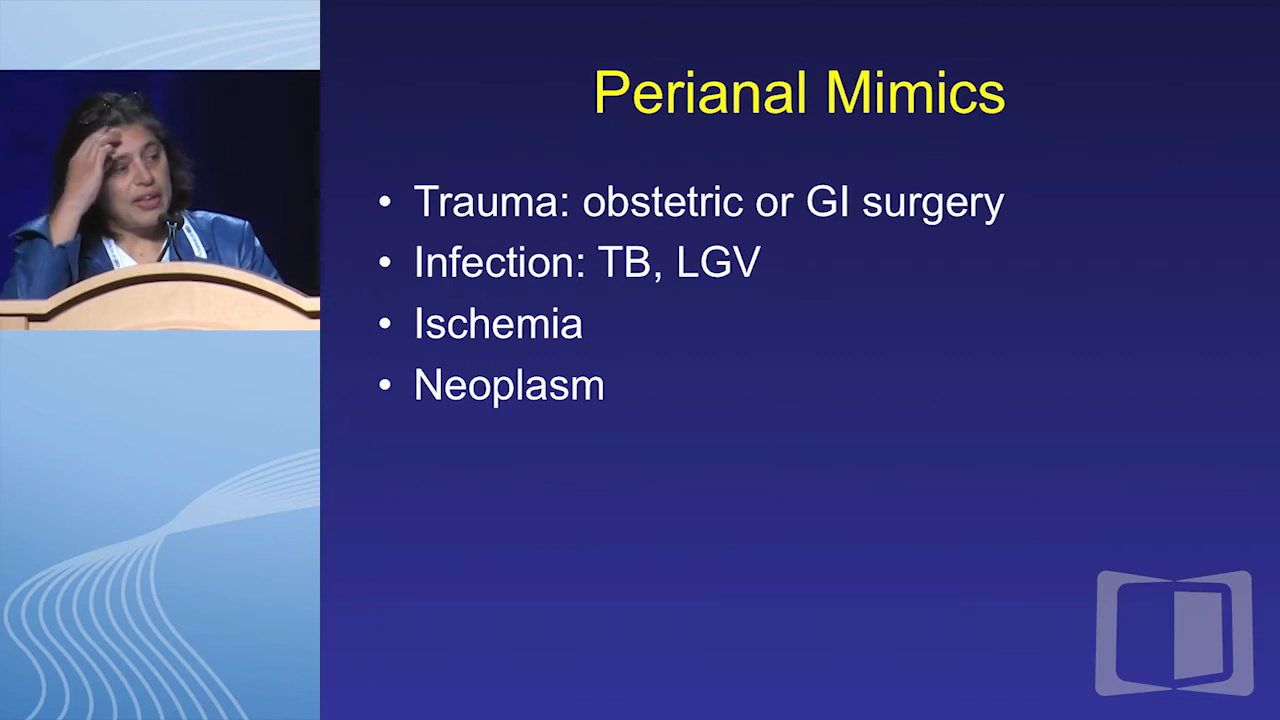 Perianal Mimics
• Trauma: obstetric or GI surgery
• Infection: TB, LGV
• Ischemia
• Neoplasm